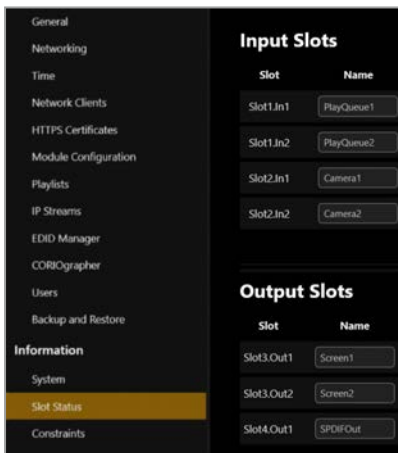 General
Networking
Time
Network Clients
HTTPS Certificates
Module Configuration
Playlists
IP Streams
EDID Manager
CORIOgrapher
Users
Backup and Restore
Information
System
Slot Status
Constraints
Input Slots
Slot Name
Slot1.In1 PlayQueue1
Slot1.In2 PlayQueue2
Slot2.In1 Camera1
Slot2.In2 Camera2
Output Slots
Slot Name
Slot3.Out1 Screen1
Slot3.Out2 Screen2
Slot4.Out1 SPDIFOut